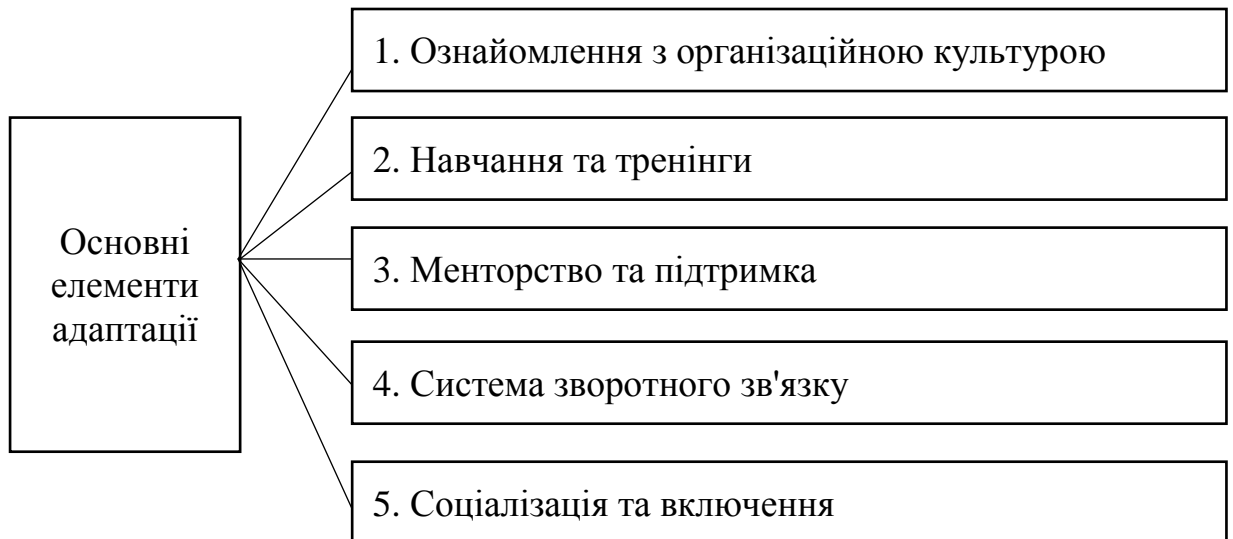 Основні
елементи
адаптації
1. Ознайомлення з організаційною культурою
2. Навчання та тренінги
3. Менторство та підтримка
4. Система зворотного зв'язку
5. Соціалізація та включення